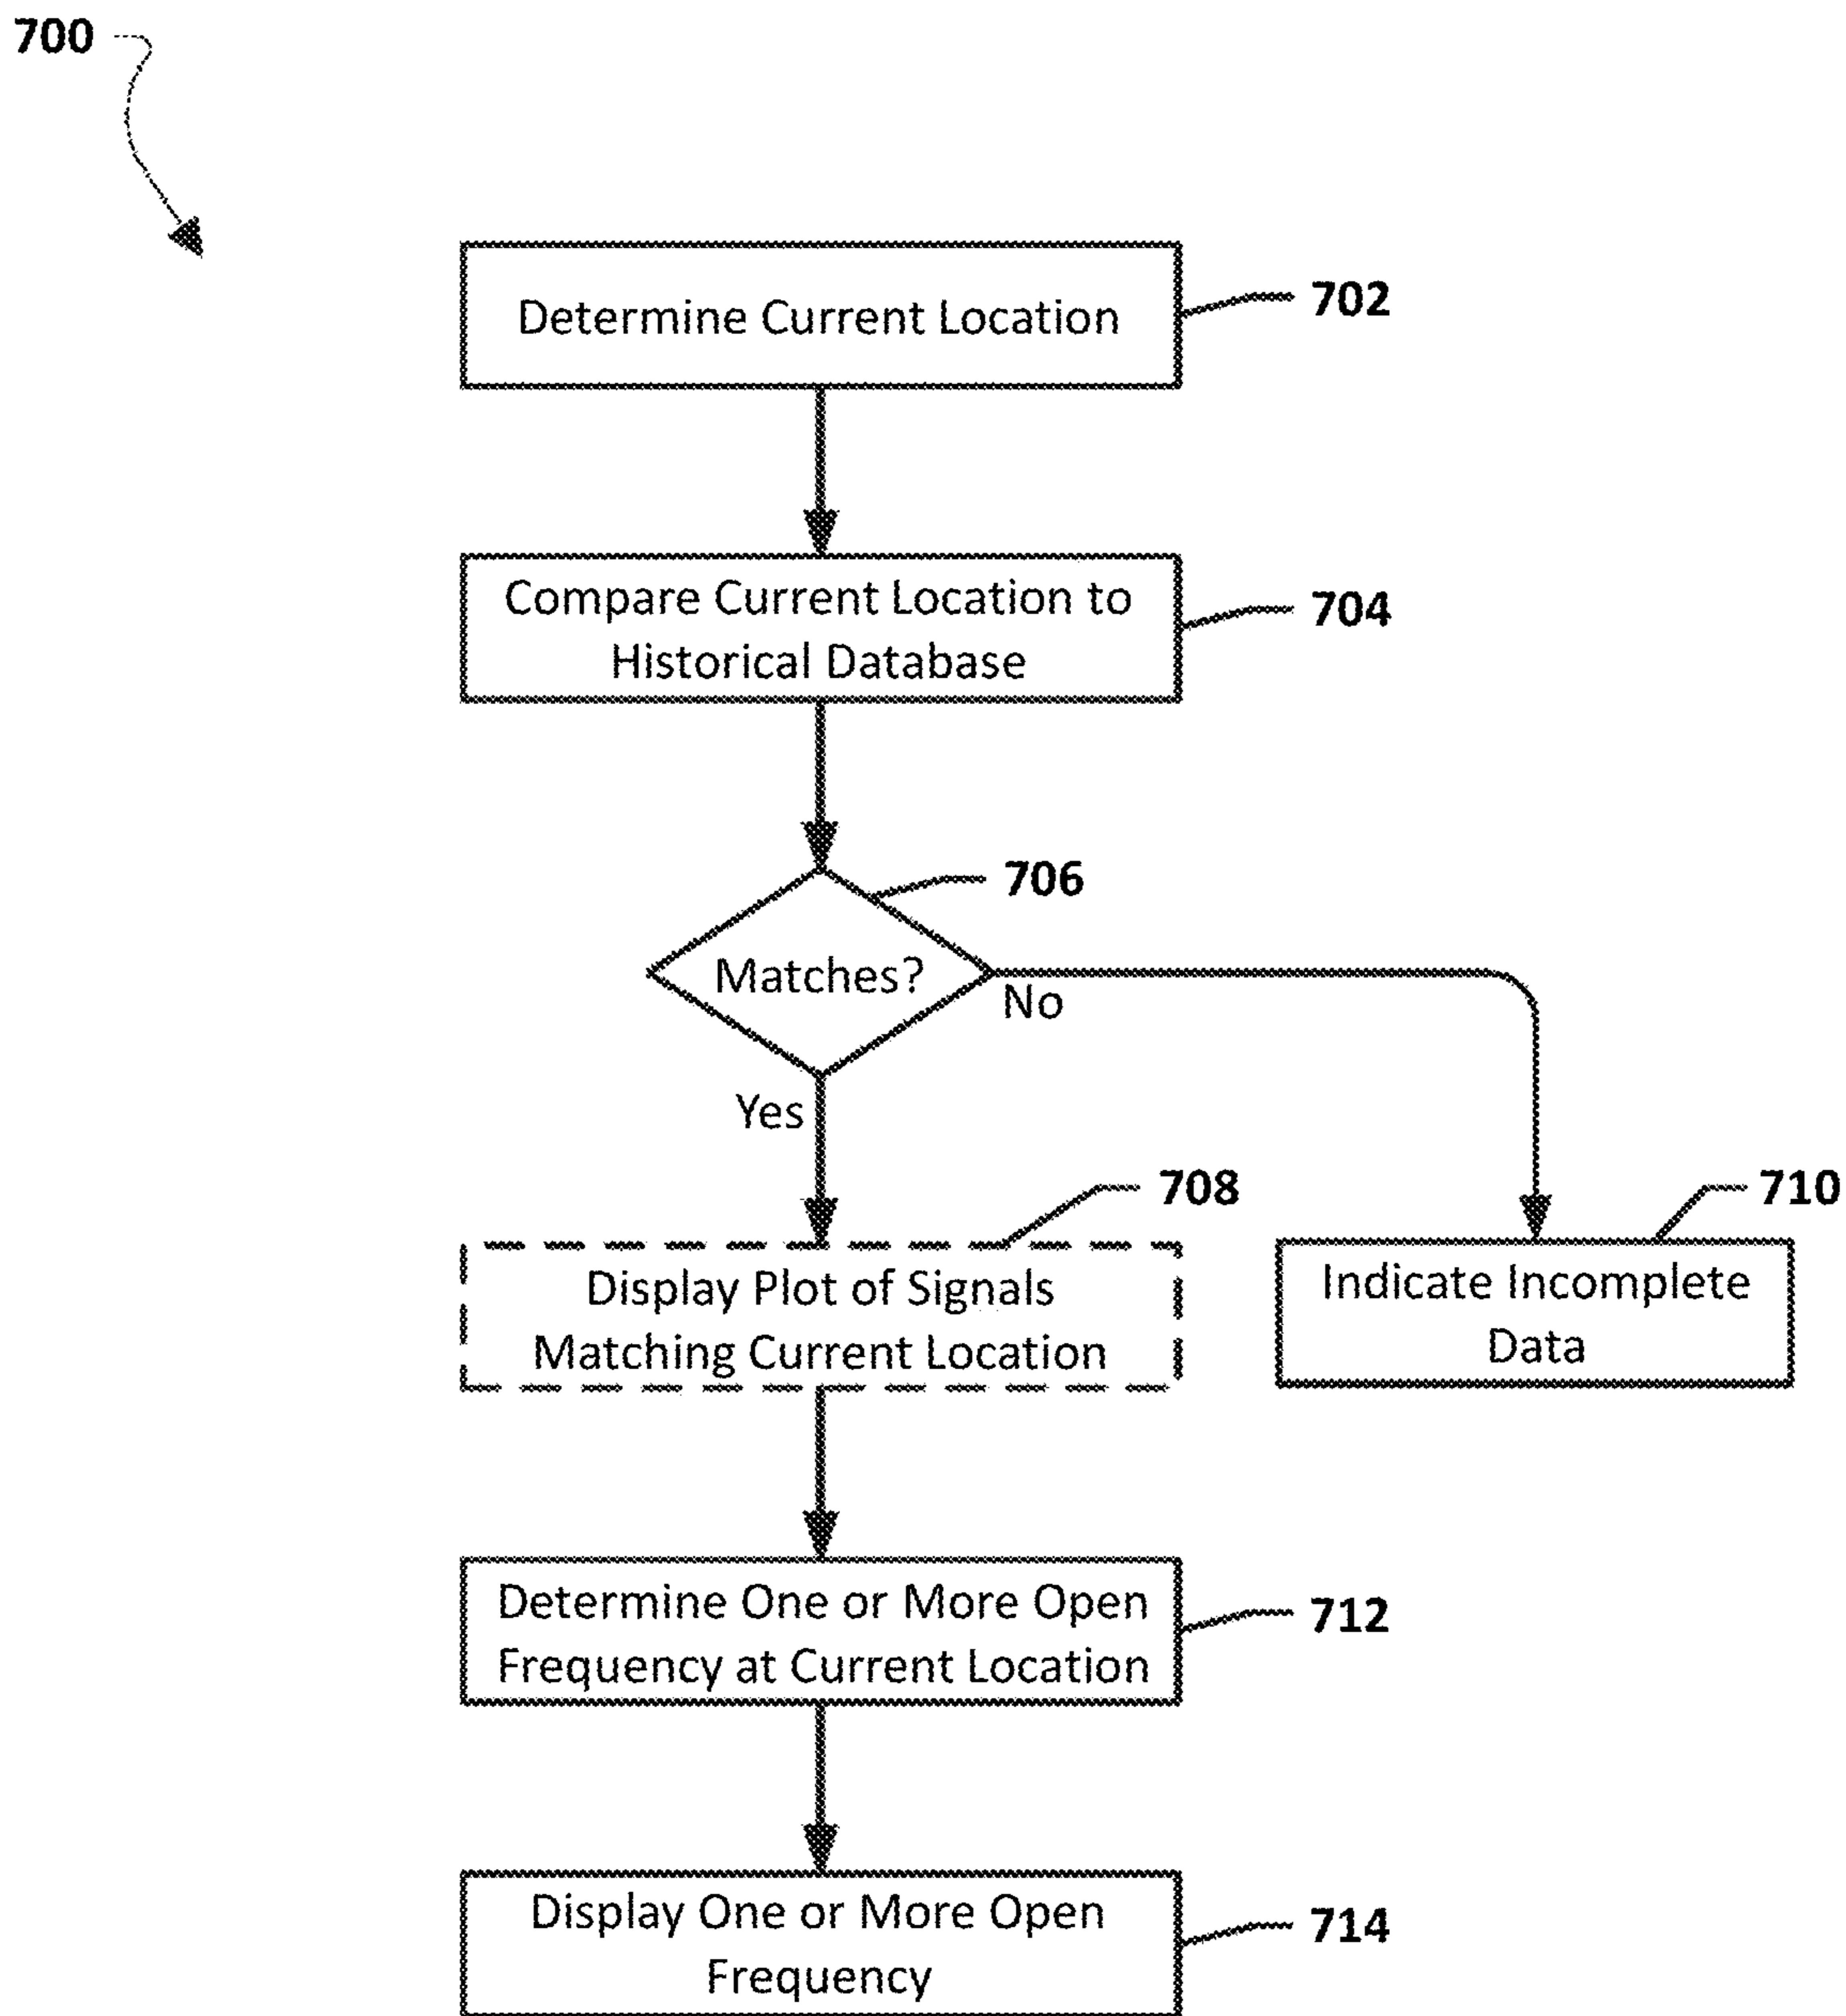 700
Determine Current Location
702
Compare Current Location to
Historical Database
704
706
Matches?
No
Yes
708
Display Plot of Signals
Matching Current Location
710
Indicate Incomplete
Data
Determine One or More Open
Frequency at Current Location
712
Display One or More Open
Frequency
714